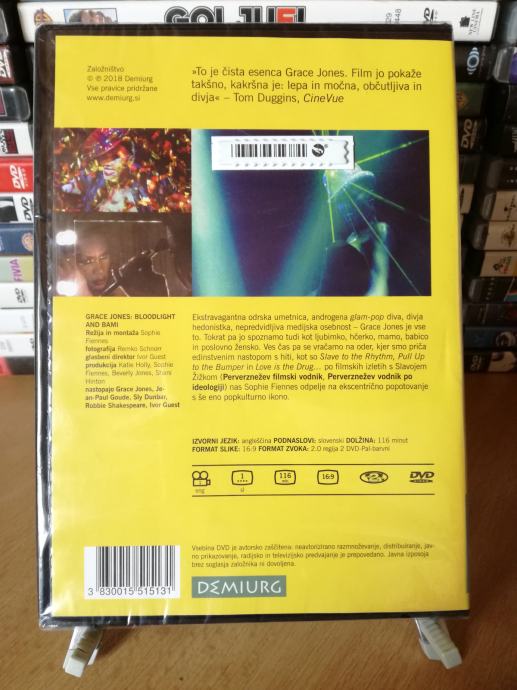 GOLJUFI
Založništvo
© ℗ 2018 Demiurg
Vse pravice pridržane
www.demiurg.si
»To je čista esenca Grace Jones. Film jo pokaže
takšno, kakršna je: lepa in močna, občutljiva in
divja« – Tom Duggins, CineVue
GRACE JONES: BLOODLIGHT
AND BAMI
Režija in montaža Sophie
Fiennes
fotografija Remko Schnorr
glasbeni direktor Ivor Guest
produkcija Katie Holly, Sophie
Fiennes, Beverly Jones, Shani
Hinton
nastopajo Grace Jones, Je-
an-Paul Goude, Sly Dunbar,
Robbie Shakespeare, Ivor Guest
Ekstravagantna odrska umetnica, androgena glam-pop diva, divja
hedonistka, nepredvidljiva medijska osebnost – Grace Jones je vse
to. Tokrat pa jo spoznamo tudi kot ljubimko, hčerko, mamo, babico
in poslovno žensko. Ves čas pa se vračamo na oder, kjer smo priča
edinstvenim nastopom s hiti, kot so Slave to the Rhythm, Pull Up
to the Bumper in Love is the Drug... po filmskih izletih s Slavojem
Žižkom (Perverznežev filmski vodnik, Perverznežev vodnik po
ideologiji) nas Sophie Fiennes odpelje na ekscentrično popotovanje
s še eno popkulturno ikono.
IZVORNI JEZIK: angleščina PODNASLOVI: slovenski DOLŽINA: 116 minut
FORMAT SLIKE: 16:9 FORMAT ZVOKA: 2.0 regija 2 DVD-Pal-barvni
1 116 min. 16:9 2 DVD
eng sl
Vsebina DVD je avtorsko zaščitena: neavtorizirano razmnoževanje, distribuiranje, jav-
no prikazovanje, radijsko in televizijsko predvajanje je prepovedano. Javna izposoja
brez soglasja založnika ni dovoljena.
3 830015 515131
DEMIURG